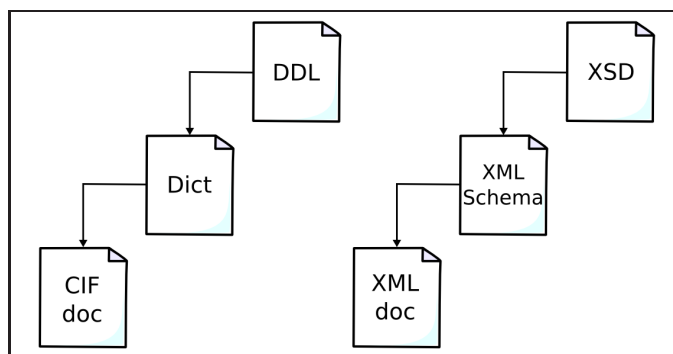 DDL
XSD
Dict
XML
Schema
CIF
doc
XML
doc